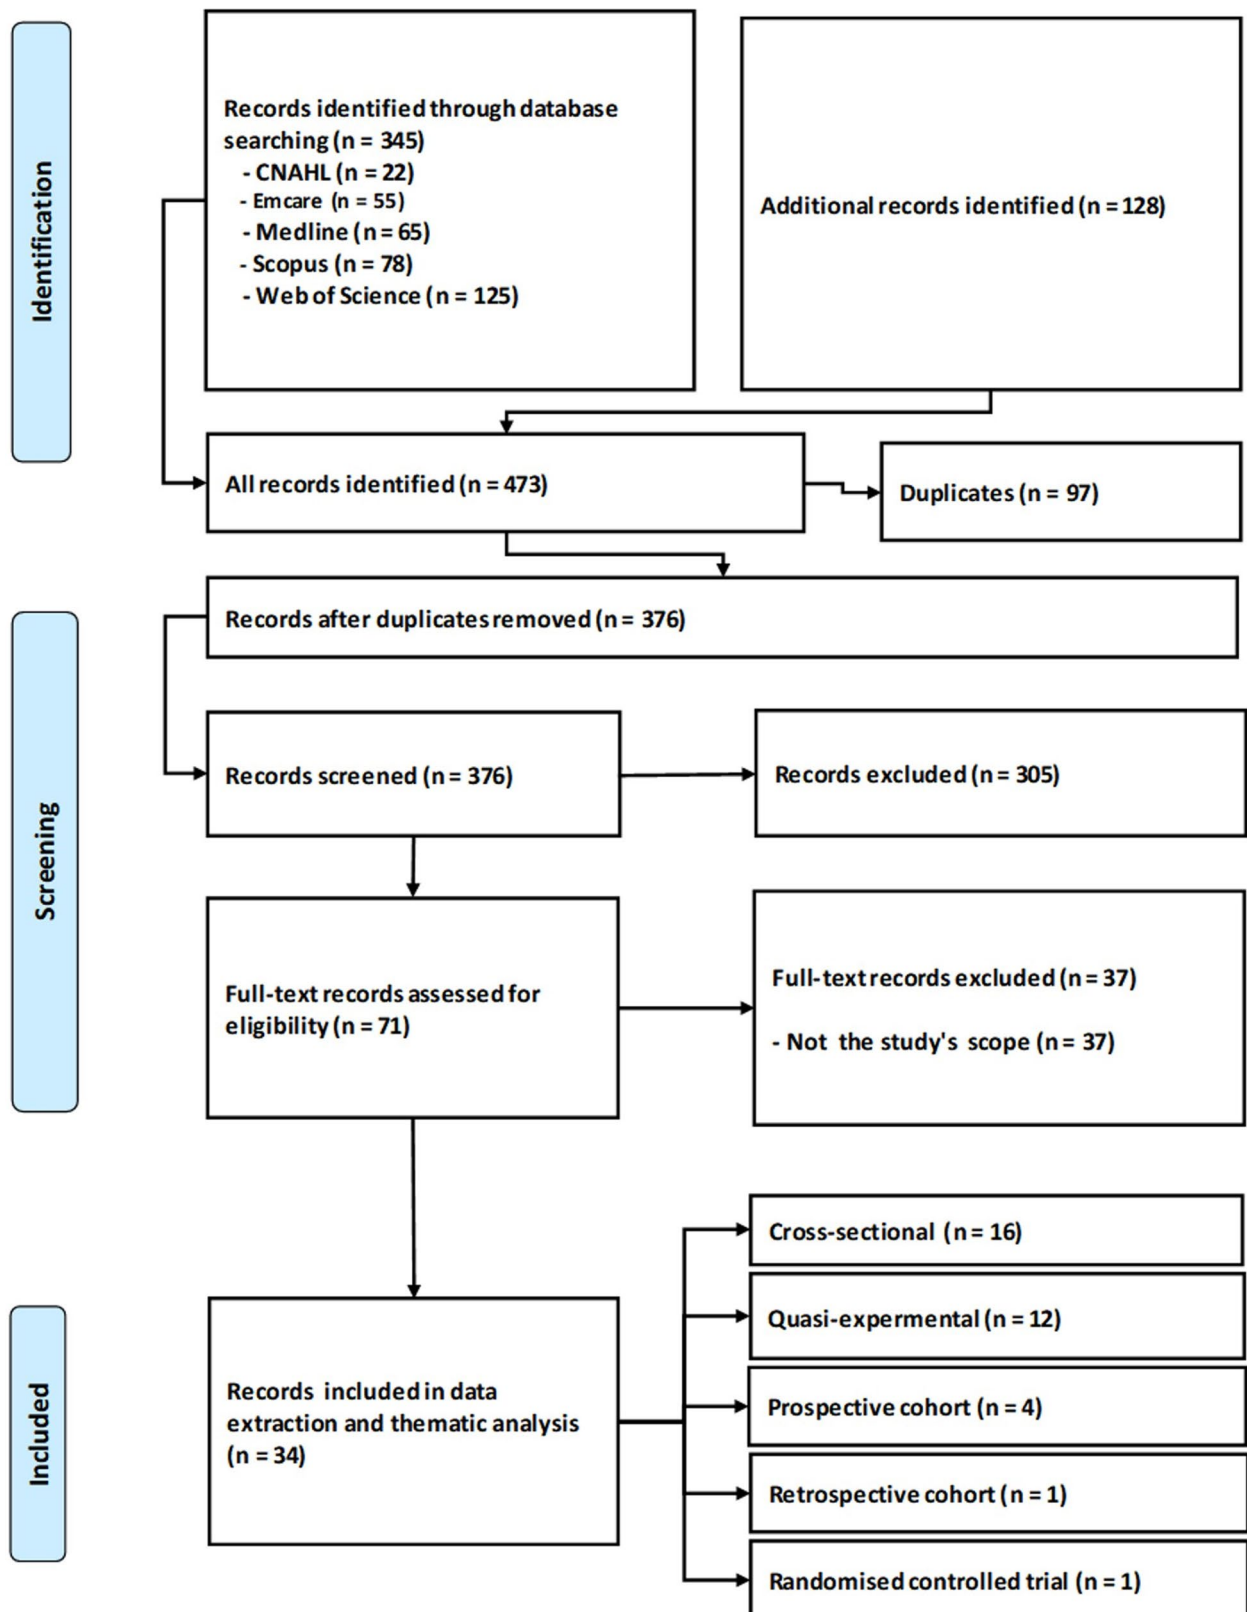 Identification
Records identified through database
searching (n = 345)
- CNAHL (n = 22)
- Emcare (n = 55)
- Medline (n = 65)
- Scopus (n = 78)
- Web of Science (n = 125)
Additional records identified (n = 128)
All records identified (n = 473)
Duplicates (n = 97)
Screening
Records after duplicates removed (n = 376)
Records screened (n = 376)
Records excluded (n = 305)
Full-text records assessed for
eligibility (n = 71)
Full-text records excluded (n = 37)
- Not the study's scope (n = 37)
Included
Records included in data
extraction and thematic analysis
(n = 34)
Cross-sectional (n = 16)
Quasi-expermental (n = 12)
Prospective cohort (n = 4)
Retrospective cohort (n = 1)
Randomised controlled trial (n = 1)